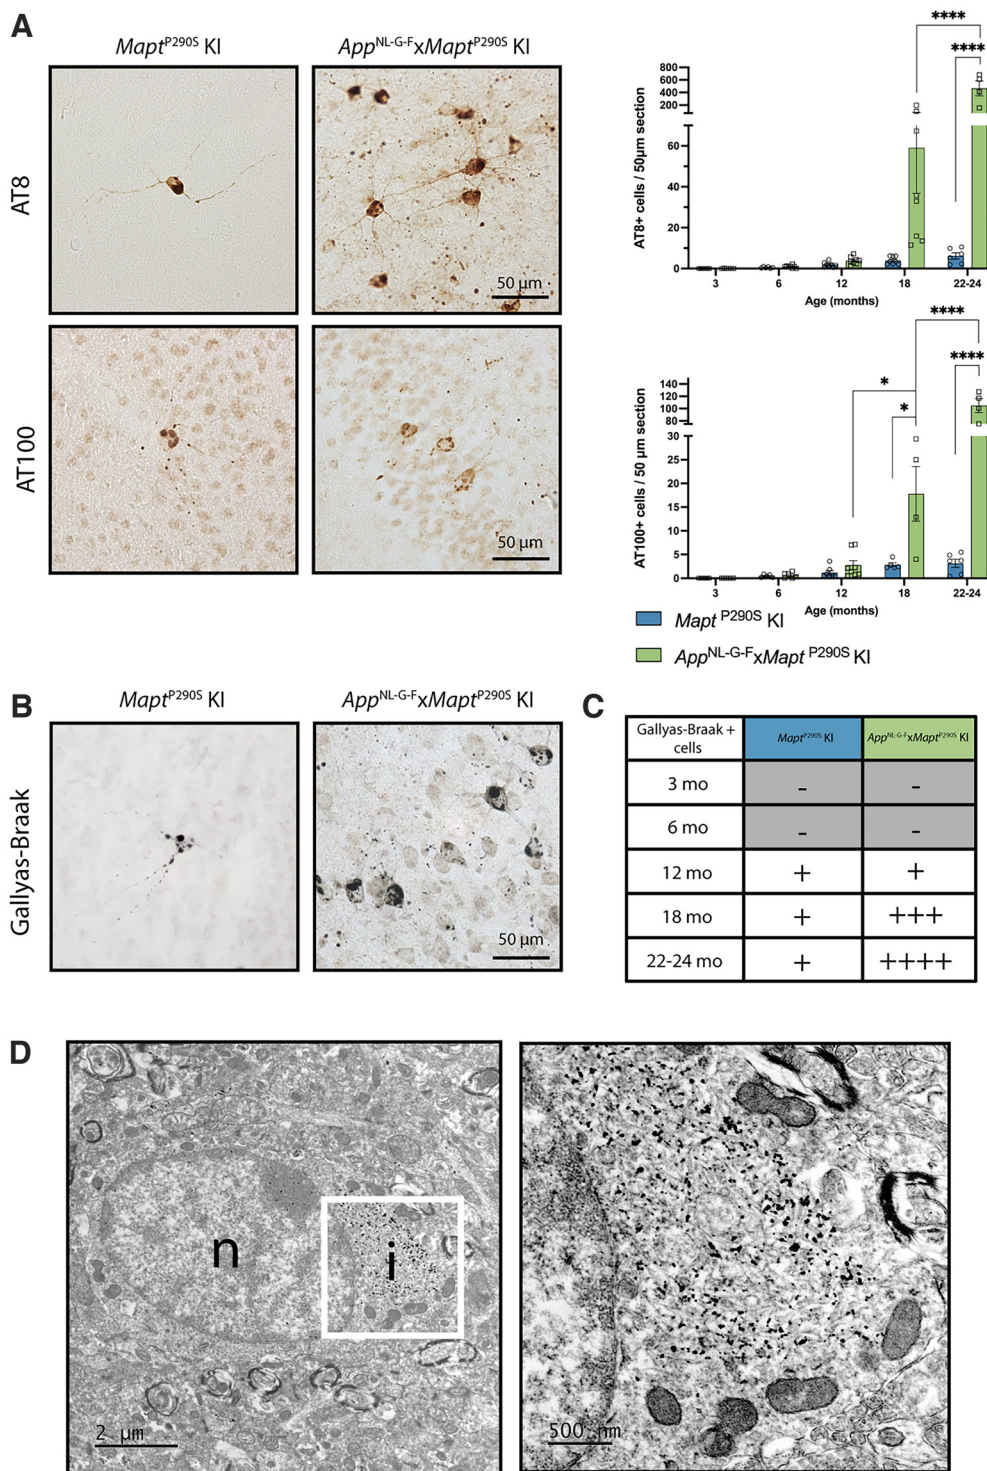 A
Mapt^P290S KI
App^NL-G-F xMapt^P290S KI
AT8
50 µm
AT100
50 µm
****
****
AT8+ cells / 50µm section
800
600
400
200
60
40
20
0
3 6 12 18 22-24
Age (months)
****
****
*
*
AT100+ cells / 50 µm section
140
120
100
80
30
25
20
15
10
5
0
3 6 12 18 22-24
Age (months)
Mapt P290S KI
App^NL-G-F xMapt P290S KI
B
Mapt^P290S KI
App^NL-G-F xMapt^P290S KI
Gallyas-Braak
50 µm
C
Gallyas-Braak +
cells
Mapt^P290S KI
App^NL-G-F xMapt^P290S KI
3 mo - -
6 mo - -
12 mo + +
18 mo + +++
22-24 mo + ++++
D
n
i
2 µm
500 nm